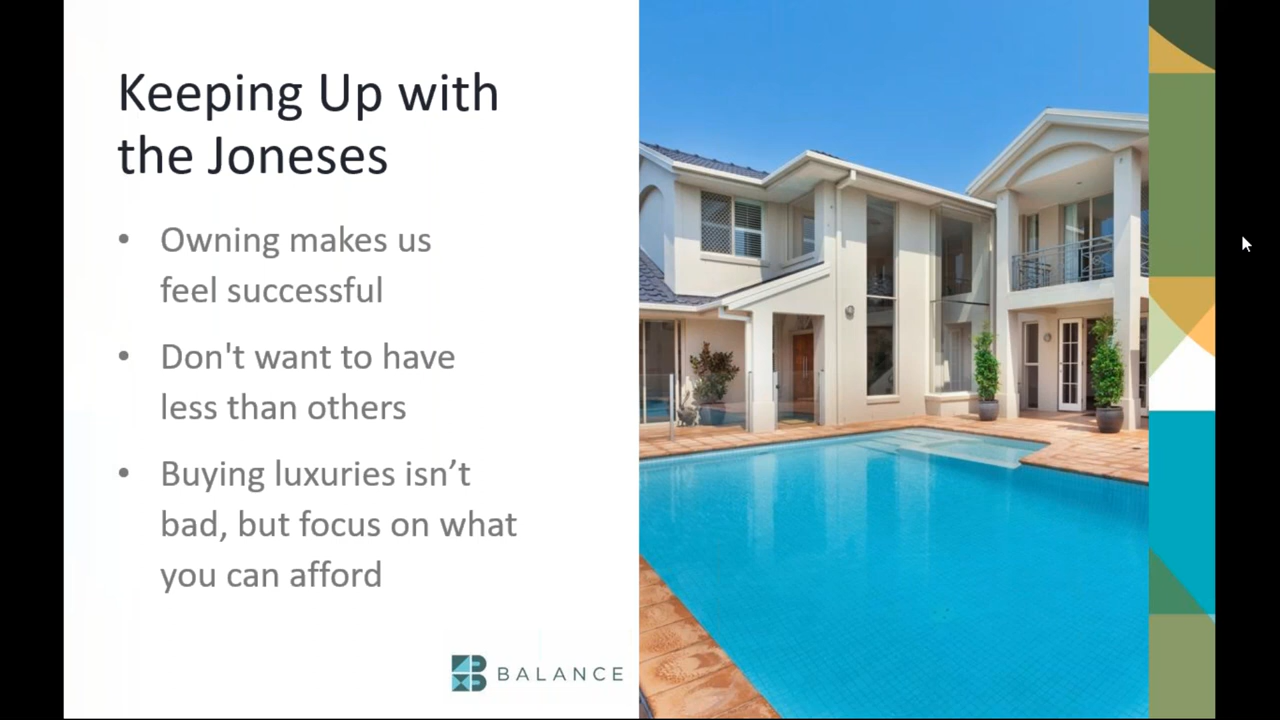 Keeping Up with
the Joneses
• Owning makes us
feel successful
• Don't want to have
less than others
• Buying luxuries isn’t
bad, but focus on what
you can afford
BALANCE